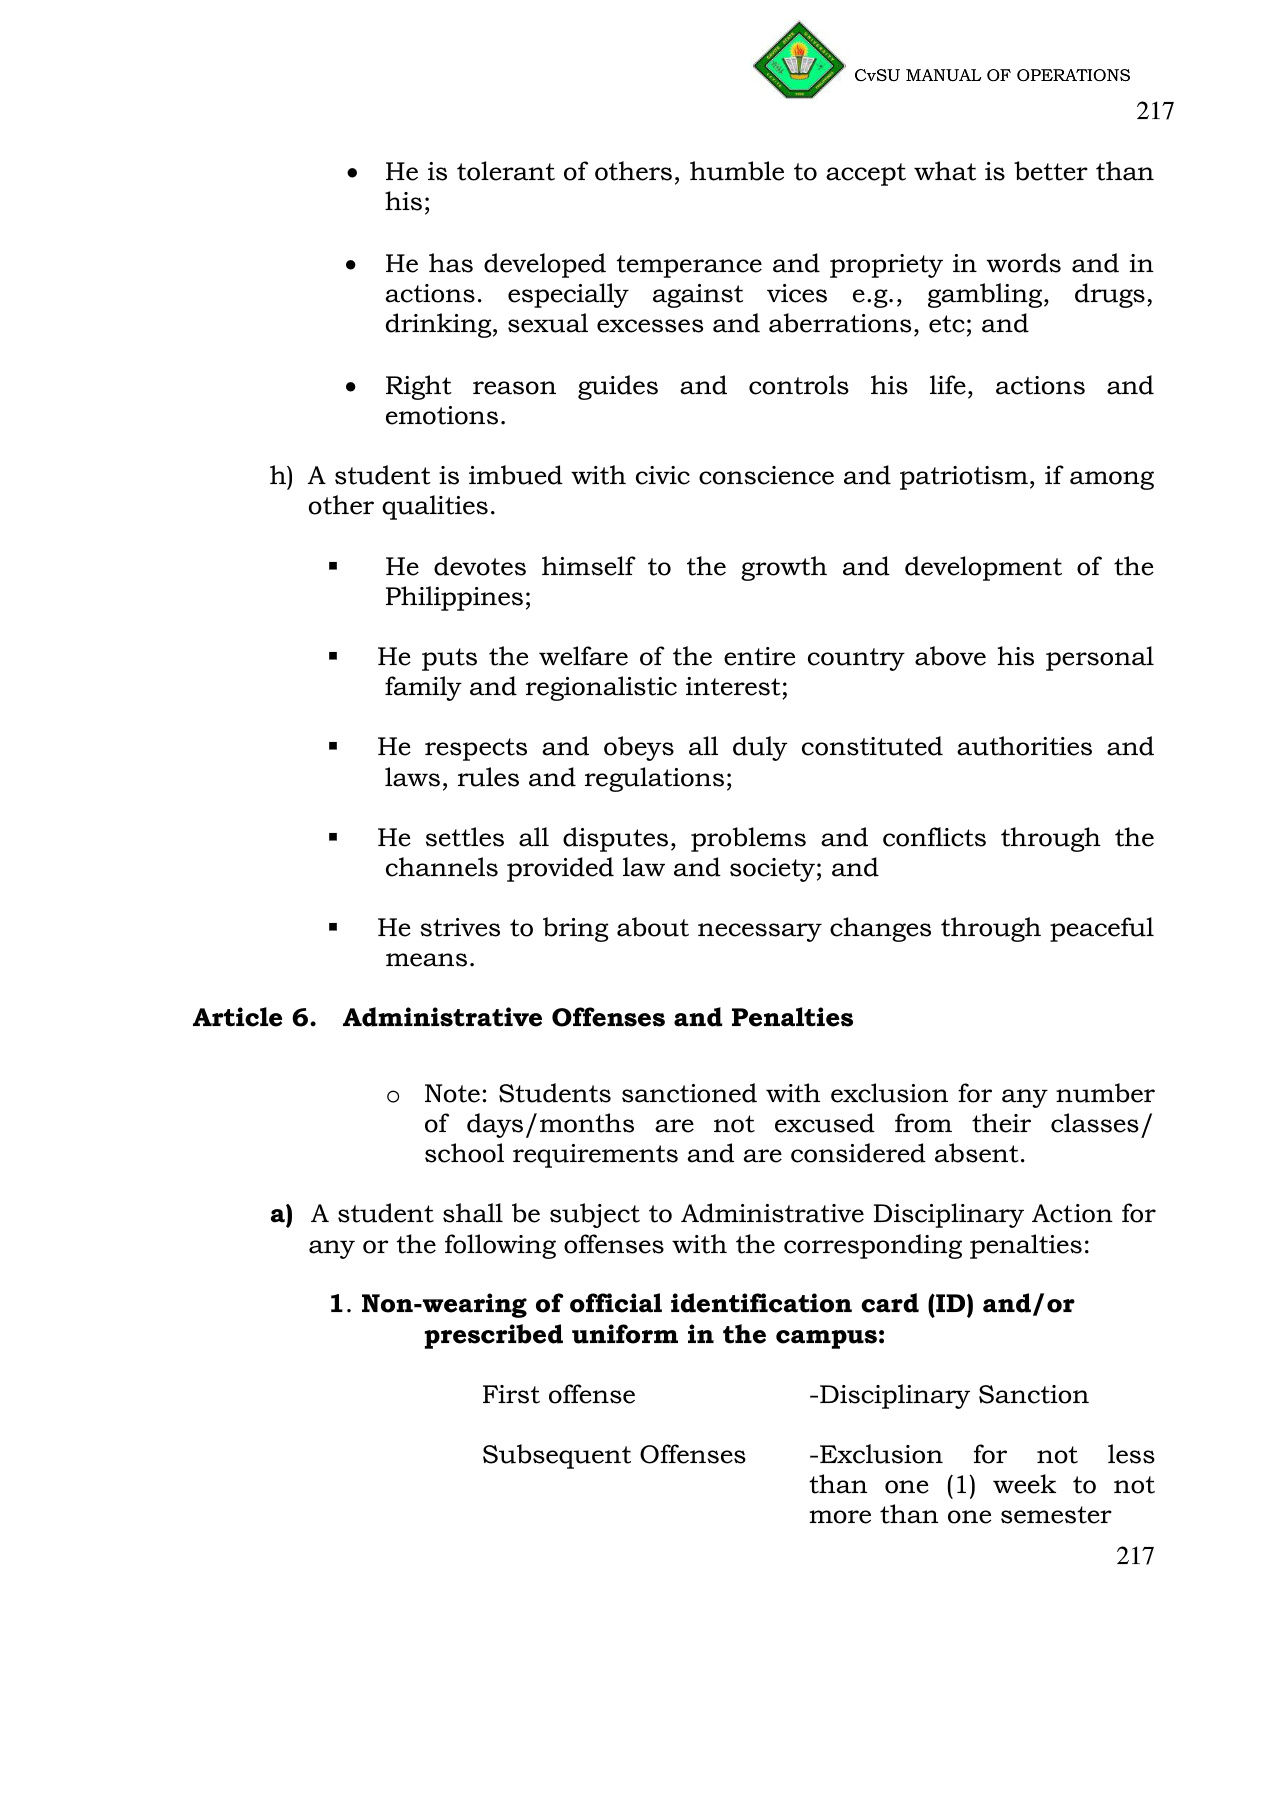 CvSU MANUAL OF OPERATIONS
217
• He is tolerant of others, humble to accept what is better than
his;
• He has developed temperance and propriety in words and in
actions. especially against vices e.g., gambling, drugs,
drinking, sexual excesses and aberrations, etc; and
• Right reason guides and controls his life, actions and
emotions.
h) A student is imbued with civic conscience and patriotism, if among
other qualities.
▪ He devotes himself to the growth and development of the
Philippines;
▪ He puts the welfare of the entire country above his personal
family and regionalistic interest;
▪ He respects and obeys all duly constituted authorities and
laws, rules and regulations;
▪ He settles all disputes, problems and conflicts through the
channels provided law and society; and
▪ He strives to bring about necessary changes through peaceful
means.
Article 6. Administrative Offenses and Penalties
o Note: Students sanctioned with exclusion for any number
of days/months are not excused from their classes/
school requirements and are considered absent.
a) A student shall be subject to Administrative Disciplinary Action for
any or the following offenses with the corresponding penalties:
1. Non-wearing of official identification card (ID) and/or
prescribed uniform in the campus:
First offense -Disciplinary Sanction
Subsequent Offenses -Exclusion for not less
than one (1) week to not
more than one semester
217